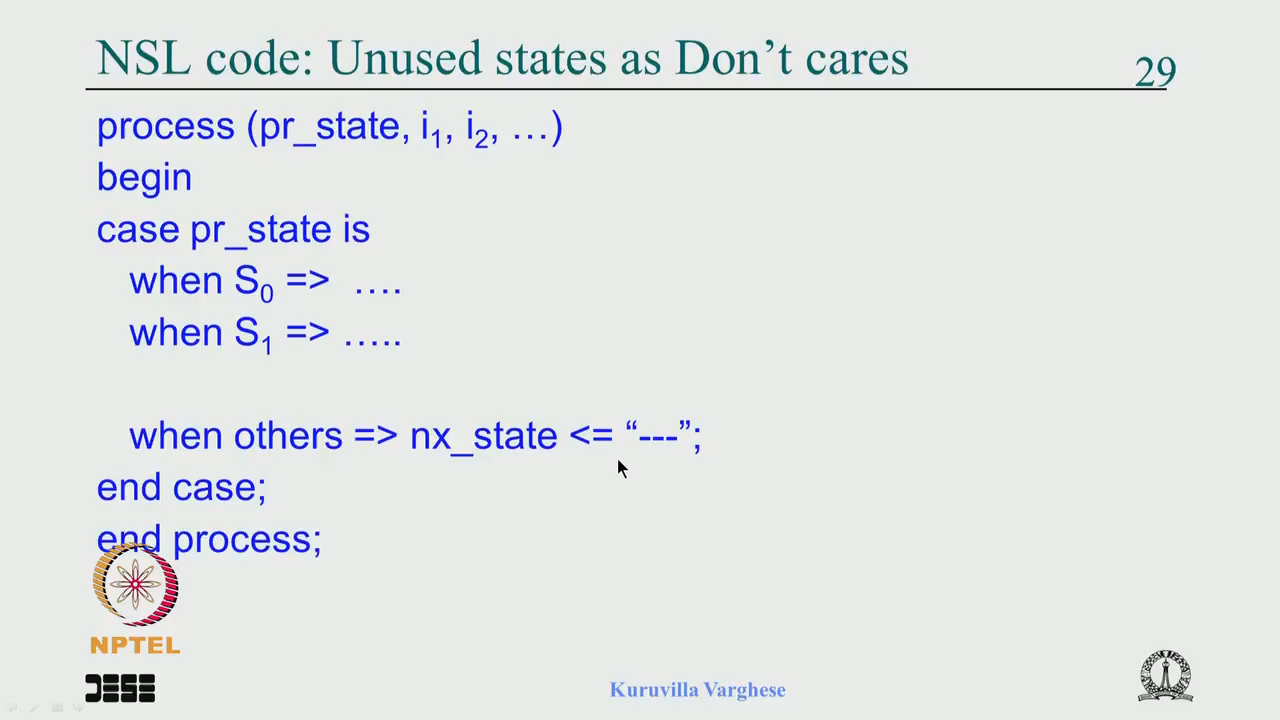 NSL code: Unused states as Don’t cares
29
process (pr_state, i1, i2, …)
begin
case pr_state is
when S0 => ….
when S1 => …..
when others => nx_state <= “---”;
end case;
end process;
NPTEL
Kuruvilla Varghese